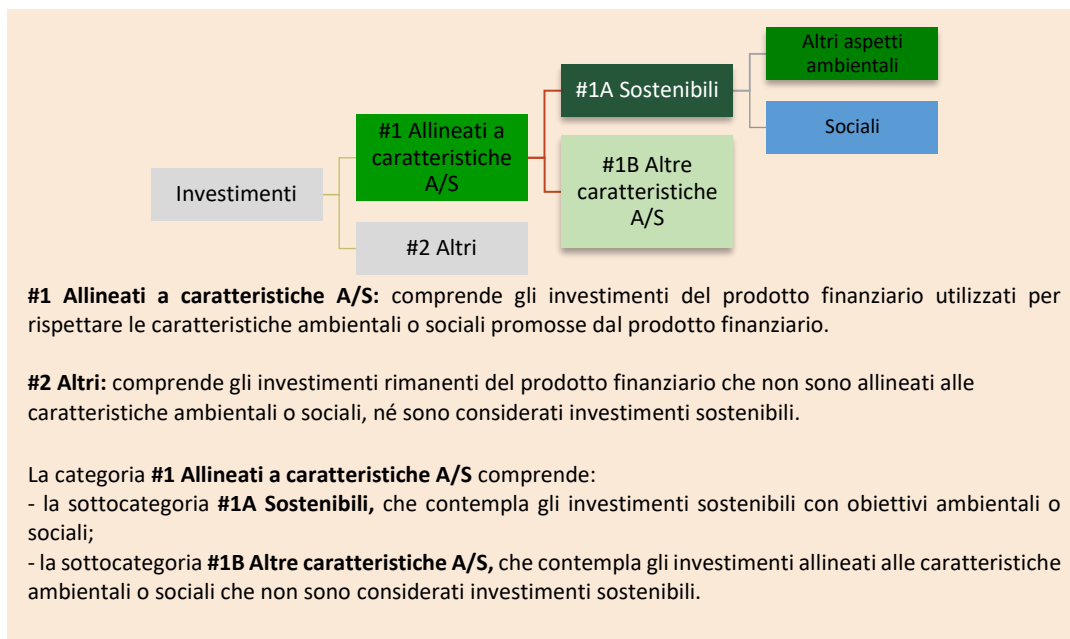 Altri aspetti
ambientali
#1A Sostenibili
#1 Allineati a
caratteristiche
A/S
Sociali
#1B Altre
caratteristiche
A/S
Investimenti
#2 Altri
#1 Allineati a caratteristiche A/S: comprende gli investimenti del prodotto finanziario utilizzati per
rispettare le caratteristiche ambientali o sociali promosse dal prodotto finanziario.
#2 Altri: comprende gli investimenti rimanenti del prodotto finanziario che non sono allineati alle
caratteristiche ambientali o sociali, né sono considerati investimenti sostenibili.
La categoria #1 Allineati a caratteristiche A/S comprende:
- la sottocategoria #1A Sostenibili, che contempla gli investimenti sostenibili con obiettivi ambientali o
sociali;
- la sottocategoria #1B Altre caratteristiche A/S, che contempla gli investimenti allineati alle caratteristiche
ambientali o sociali che non sono considerati investimenti sostenibili.